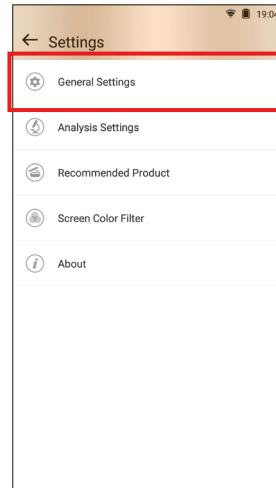 19:04
Settings
General Settings
Analysis Settings
Recommended Product
Screen Color Filter
About